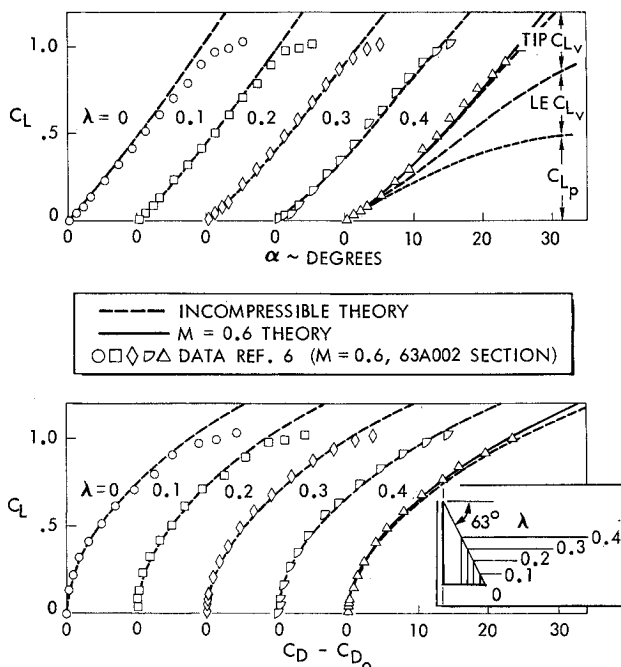 1.0
C_L
.5
0
λ = 0 0.1 0.2 0.3 0.4
TIP C_Lv
LE C_Lv
C_Lp
0 0 0 0 0 10 20 30
α ~ DEGREES
INCOMPRESSIBLE THEORY
M = 0.6 THEORY
DATA REF. 6 (M = 0.6, 63A002 SECTION)
1.0
C_L
.5
0
λ = 0 0.1 0.2 0.3 0.4
63° λ
0.4
0.3
0.2
0.1
0
0 0 0 0 0 10 20 30
C_D - C_D0